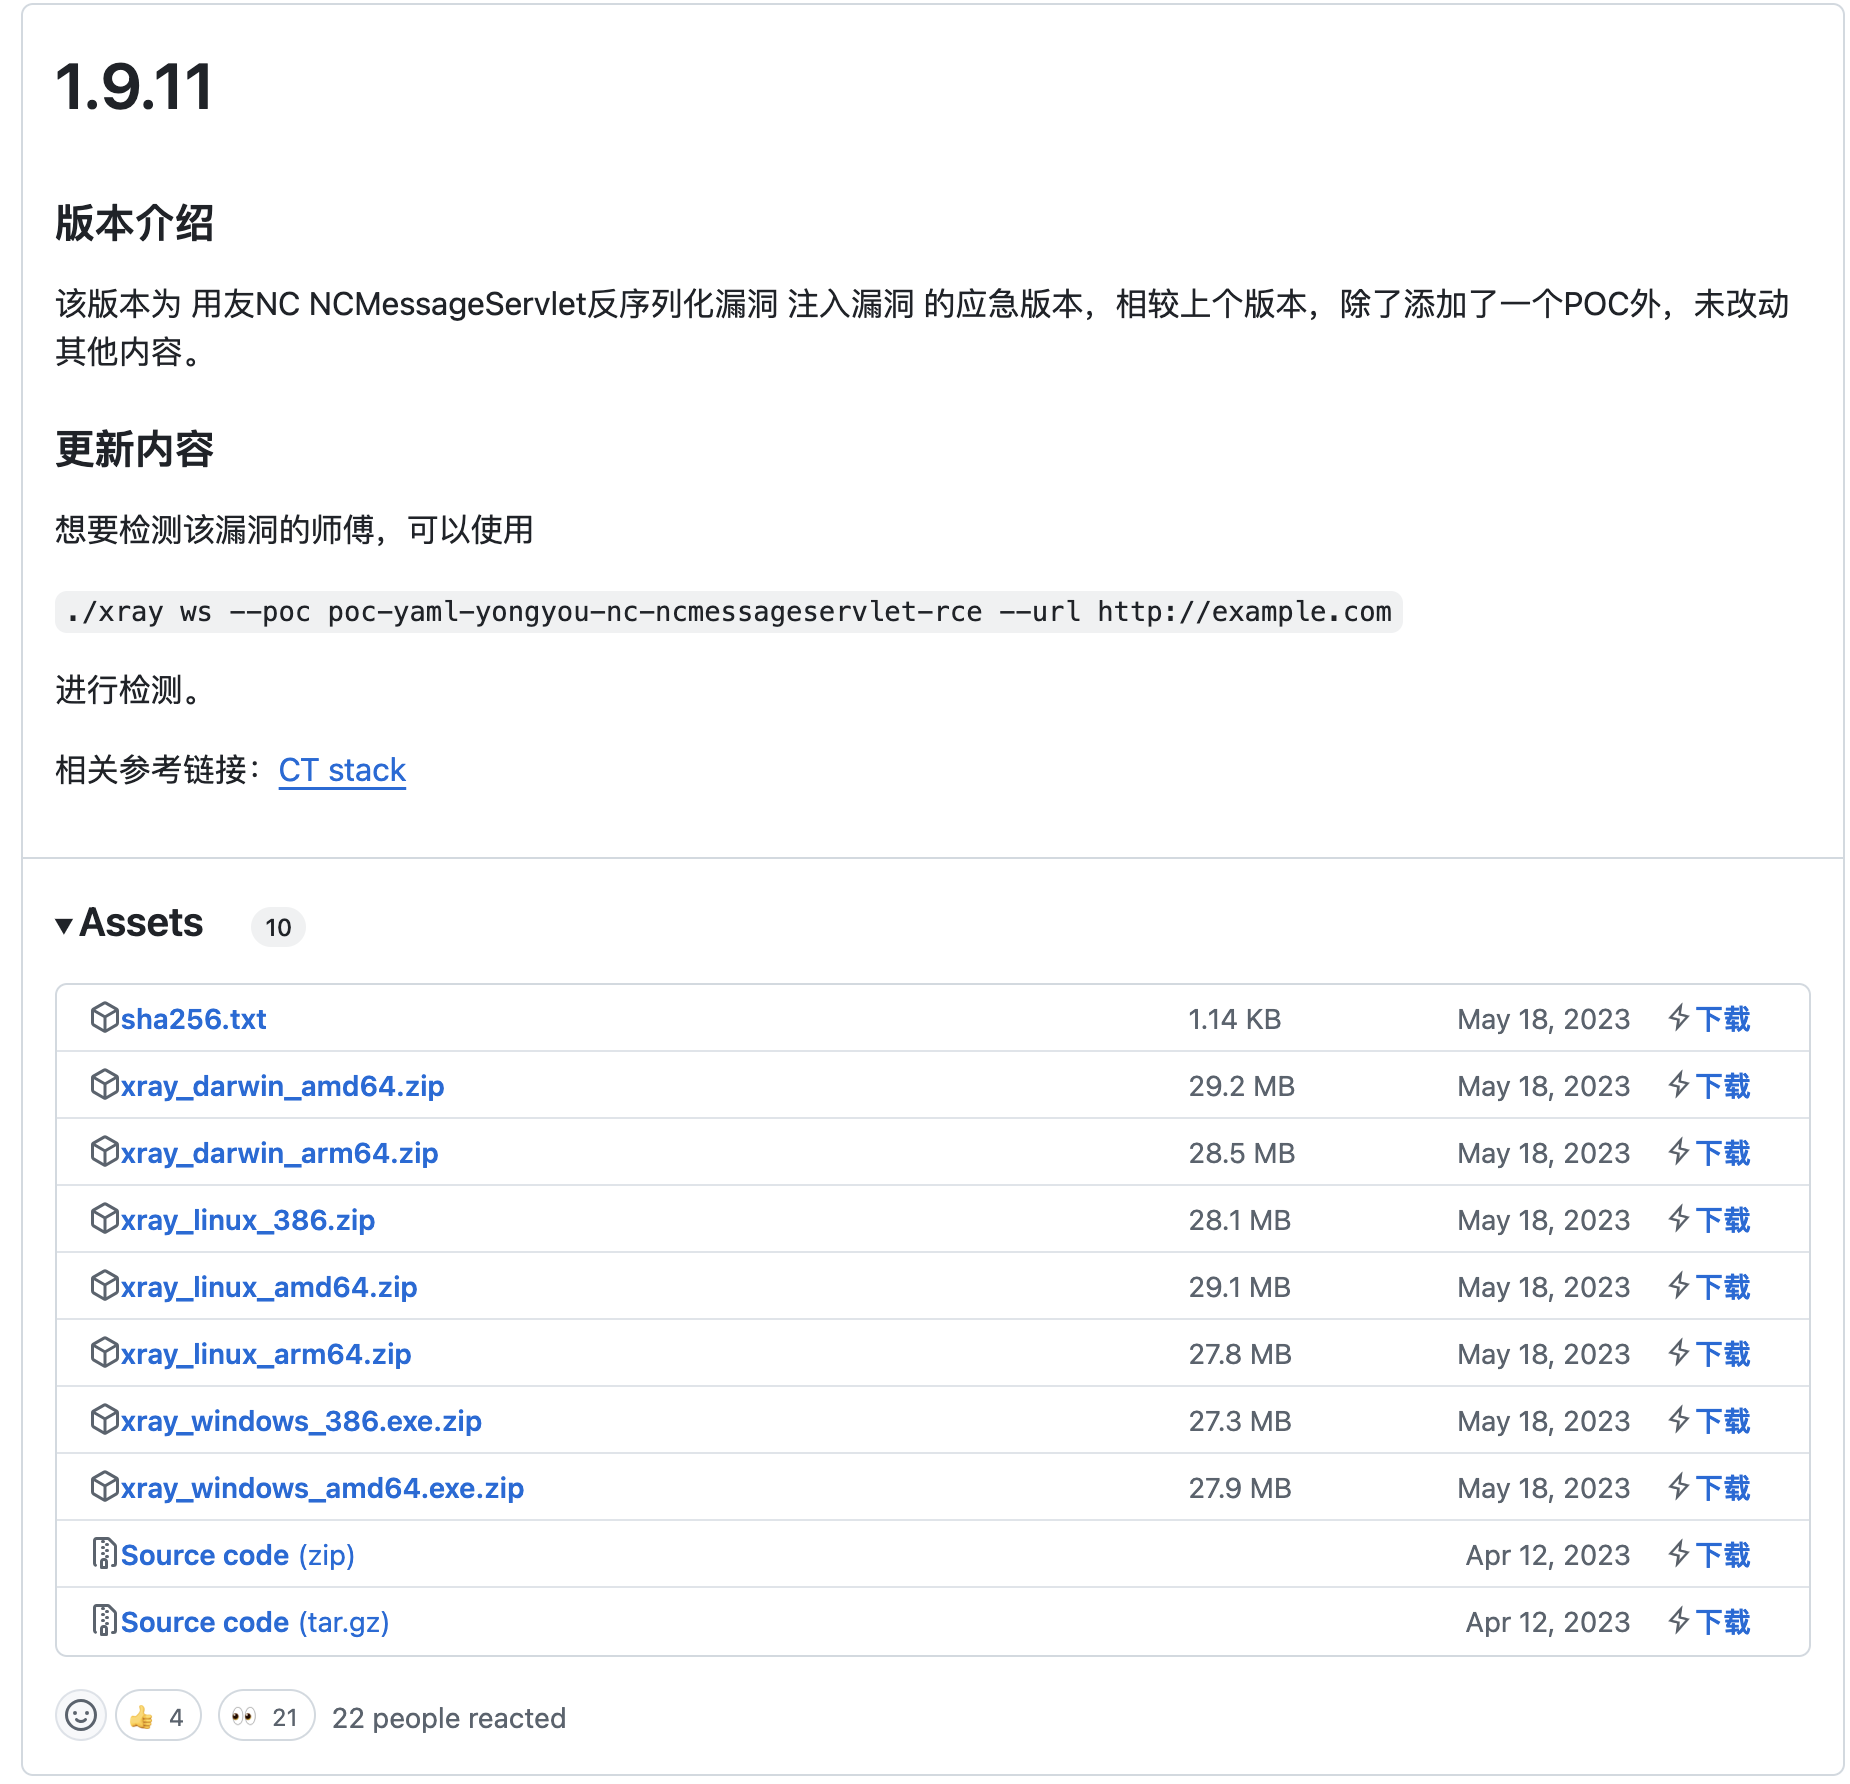 1.9.11
版本介绍
该版本为 用友NC NCMessageServlet反序列化漏洞 注入漏洞 的应急版本，相较上个版本，除了添加了一个POC外，未改动
其他内容。
更新内容
想要检测该漏洞的师傅，可以使用
./xray ws --poc poc-yaml-yongyou-nc-ncmessageservlet-rce --url http://example.com
进行检测。
相关参考链接：CT stack
Assets 10
sha256.txt 1.14 KB May 18, 2023 下载
xray_darwin_amd64.zip 29.2 MB May 18, 2023 下载
xray_darwin_arm64.zip 28.5 MB May 18, 2023 下载
xray_linux_386.zip 28.1 MB May 18, 2023 下载
xray_linux_amd64.zip 29.1 MB May 18, 2023 下载
xray_linux_arm64.zip 27.8 MB May 18, 2023 下载
xray_windows_386.exe.zip 27.3 MB May 18, 2023 下载
xray_windows_amd64.exe.zip 27.9 MB May 18, 2023 下载
Source code (zip) Apr 12, 2023 下载
Source code (tar.gz) Apr 12, 2023 下载
👍 4 👀 21 22 people reacted